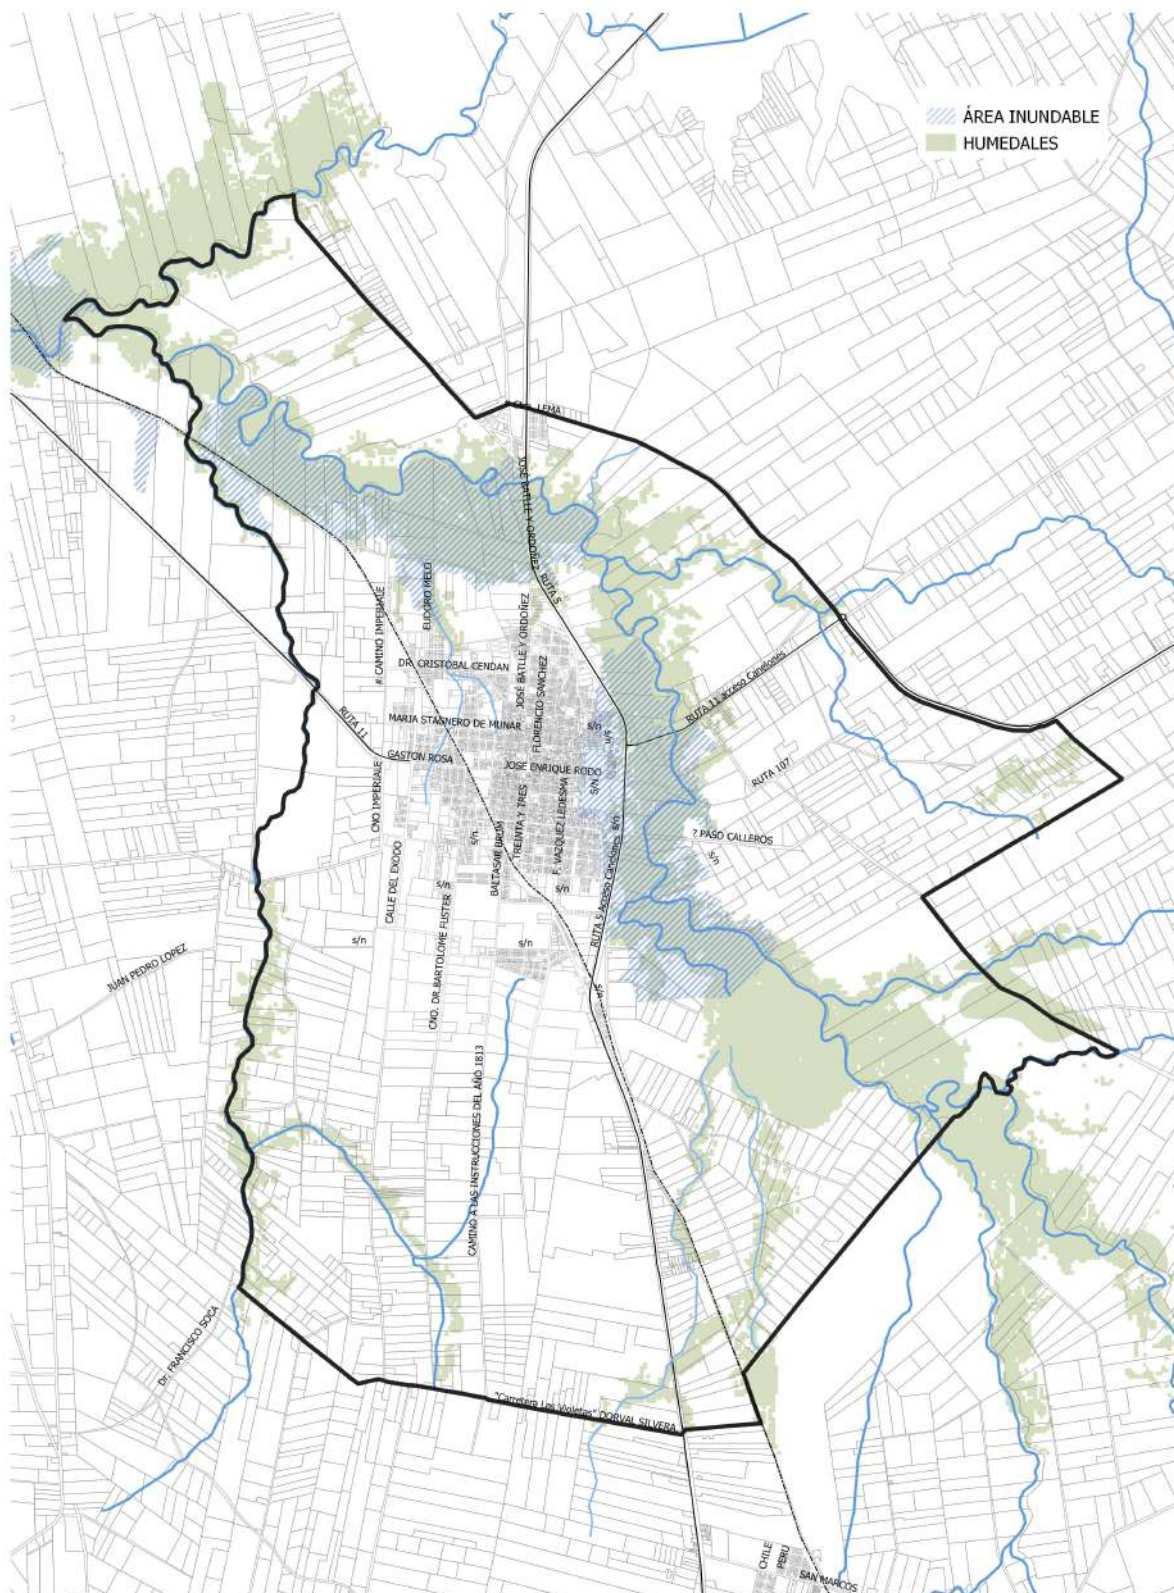 ÁREA INUNDABLE
HUMEDALES
LEMA
JOSÉ BATLLE Y ORDOÑEZ
RUTA 5
EUDORO MELO
# CAMINO IMPERIALE
JOSÉ BATLLE Y ORDOÑEZ
DR. CRISTOBAL CENDAN
FLORENCIO SANCHEZ
RUTA 11 acceso Canelones
RUTA 11
MARIA STAGNERO DE MUNAR
s/n
s/n
GASTON ROSA
JOSE ENRIQUE RODO
RUTA 107
CNO IMPERIALE
S/N
TREINTA Y TRES
F. VAZQUEZ LEDESMA
s/n
s/n
? PASO CALLEROS
s/n
BALTASAR BRUM
CALLE DEL EXODO
s/n
s/n
RUTA 5 Acceso Canelones
CNO. DR. BARTOLOME FUSTER
s/n
s/n
JUAN PEDRO LOPEZ
s/n
CAMINO A LAS INSTRUCCIONES DEL AÑO 1813
Dr. FRANCISCO SOCA
"Carretera Las Violetas" DORVAL SILVERA
CHILE
PERU
SAN MARCOS